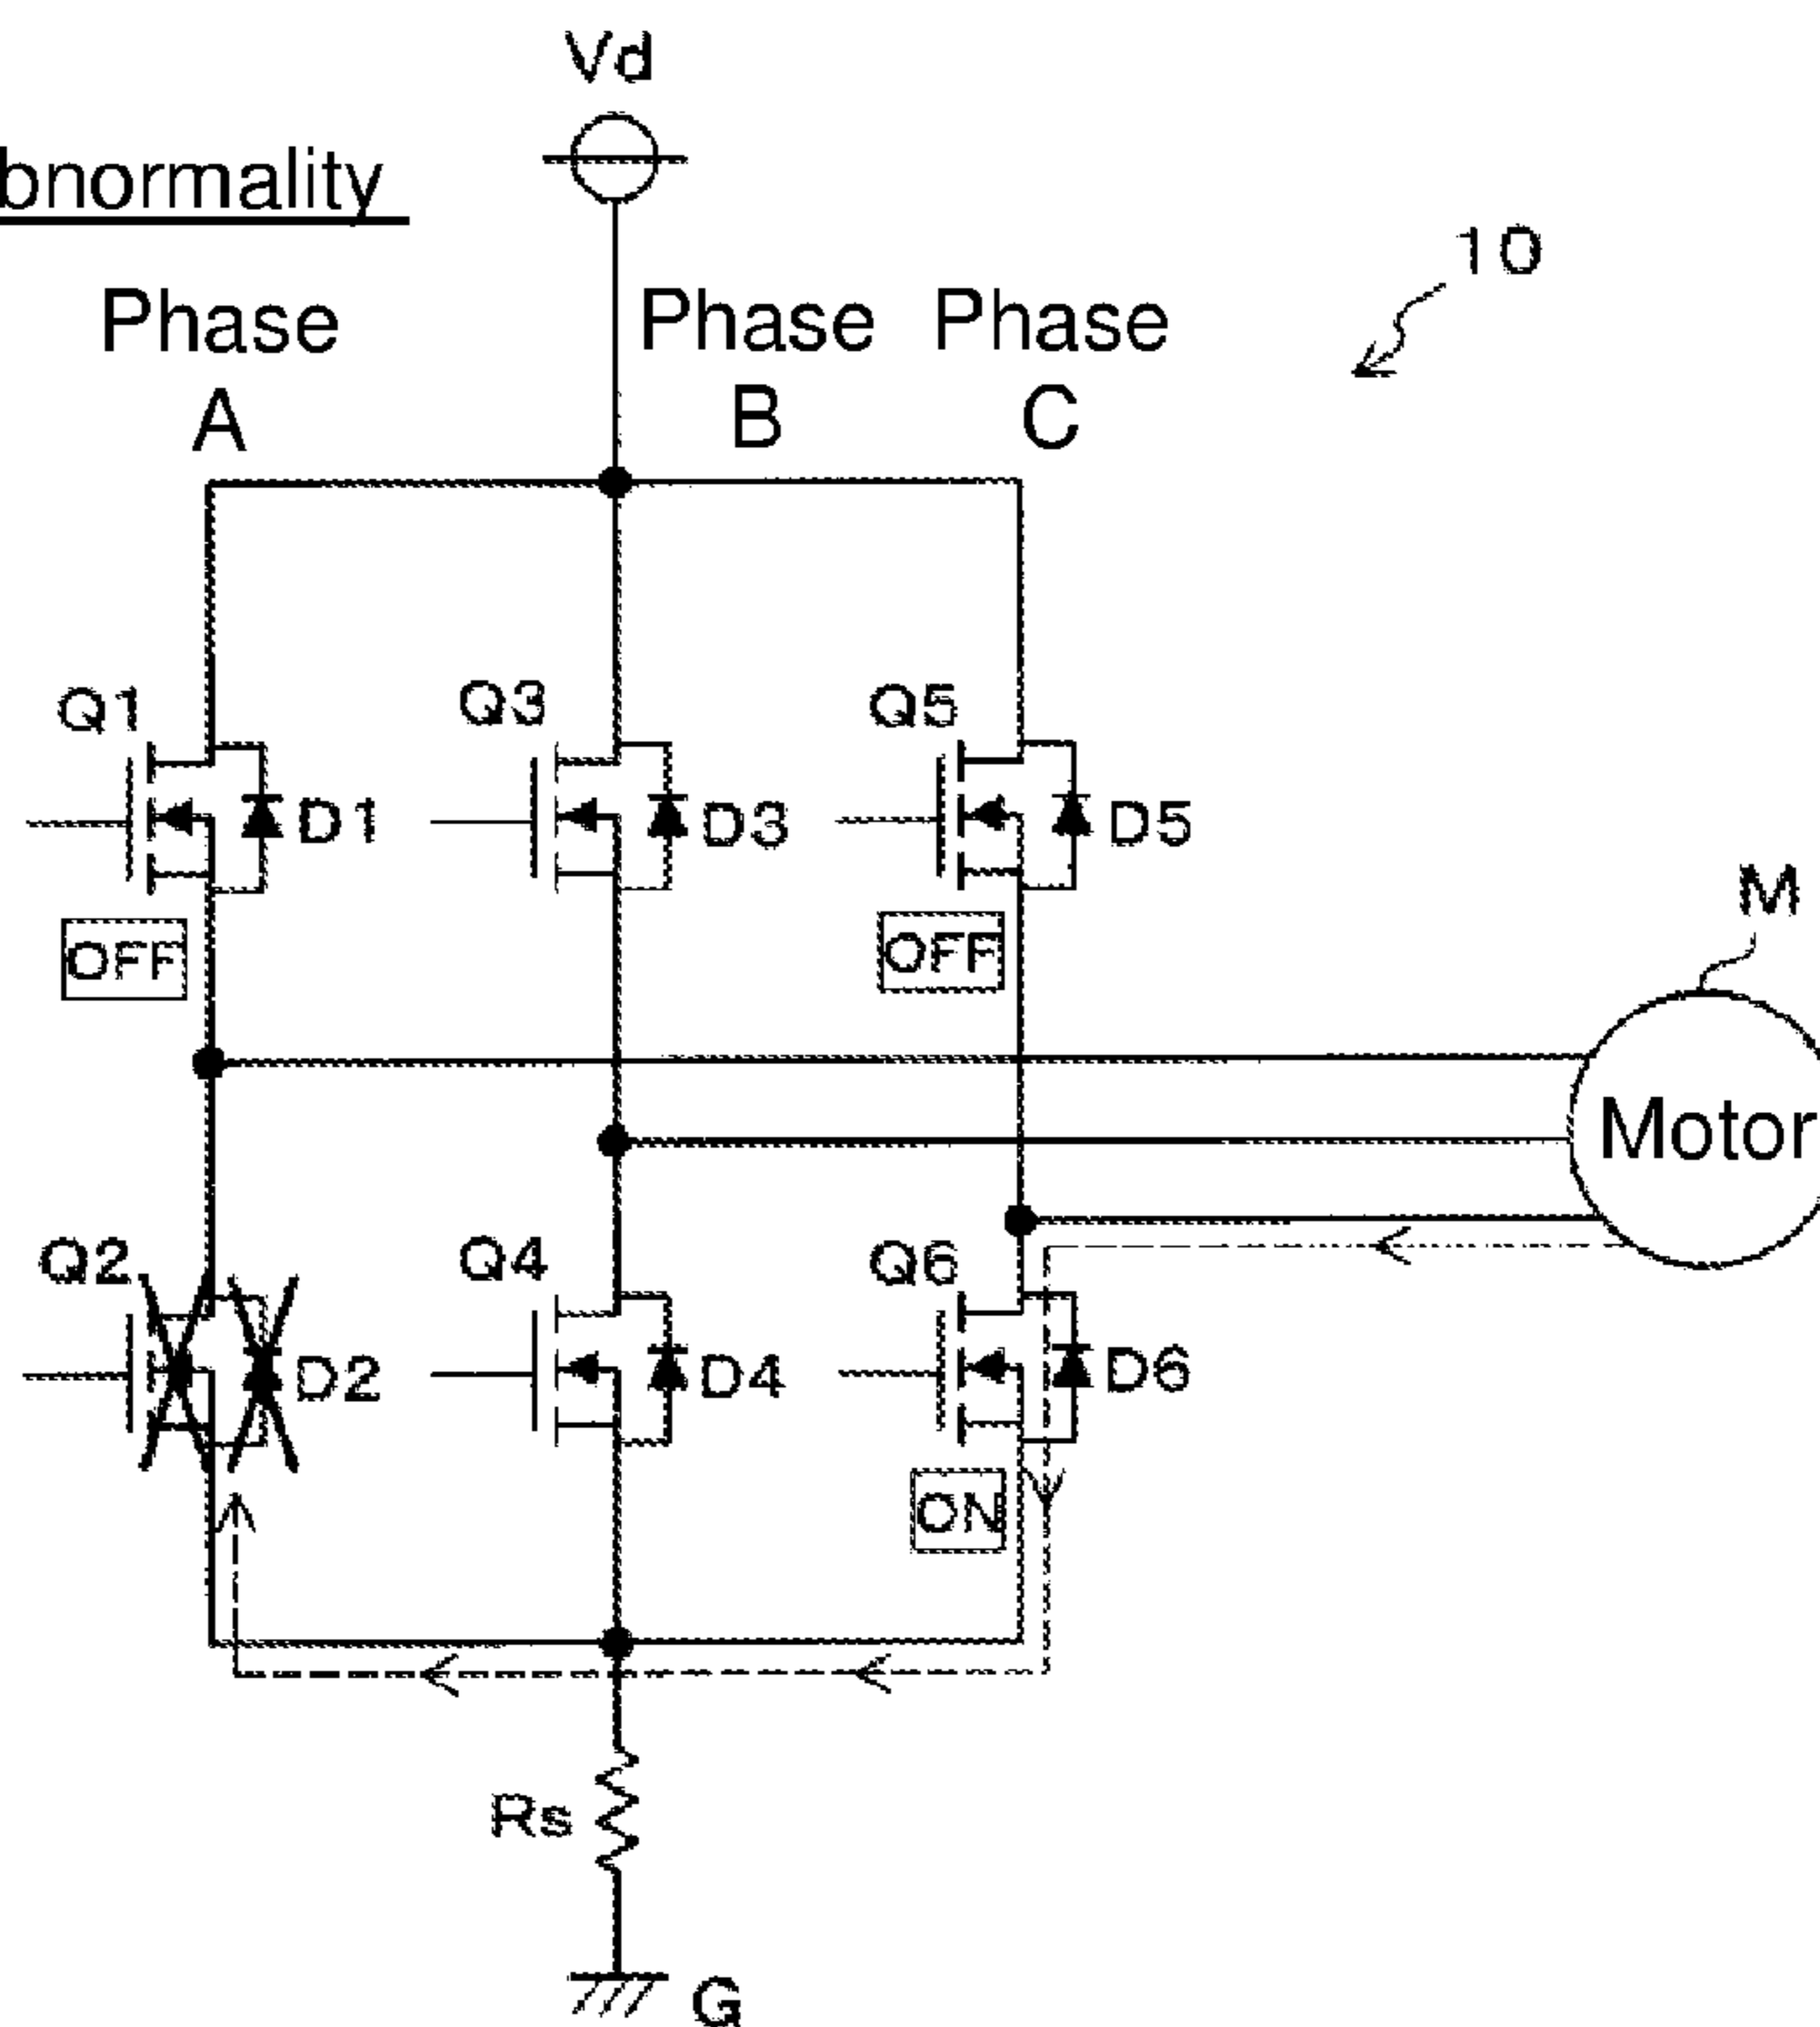 Vd
bnormality
10
Phase A
Phase B
Phase C
Q1
Q3
Q5
D1
D3
D5
OFF
OFF
M
Motor
Q2
Q4
Q6
D2
D4
D6
ON
Rs
G